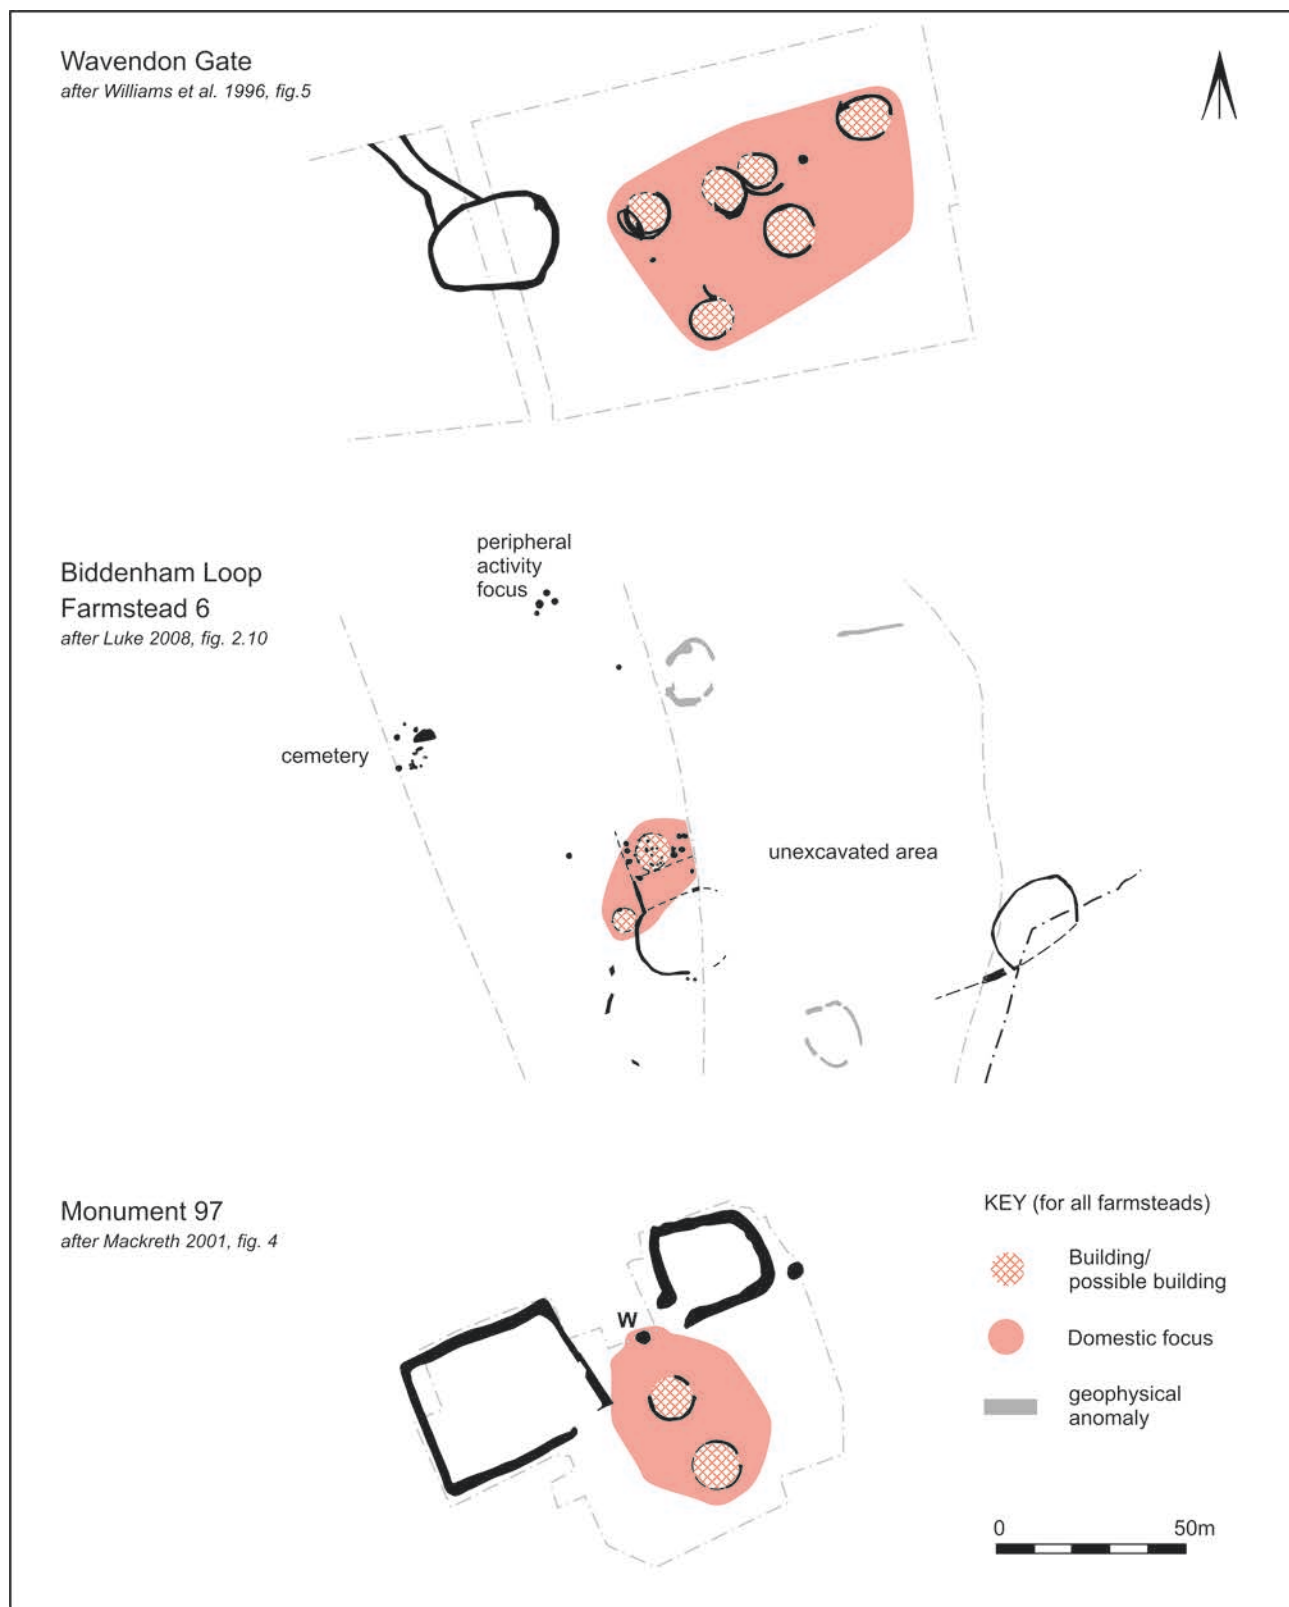 Wavendon Gate
after Williams et al. 1996, fig.5
peripheral
activity
focus
Biddenham Loop
Farmstead 6
after Luke 2008, fig. 2.10
cemetery
unexcavated area
Monument 97
after Mackreth 2001, fig. 4
W
KEY (for all farmsteads)
Building/
possible building
Domestic focus
geophysical
anomaly
0 50m